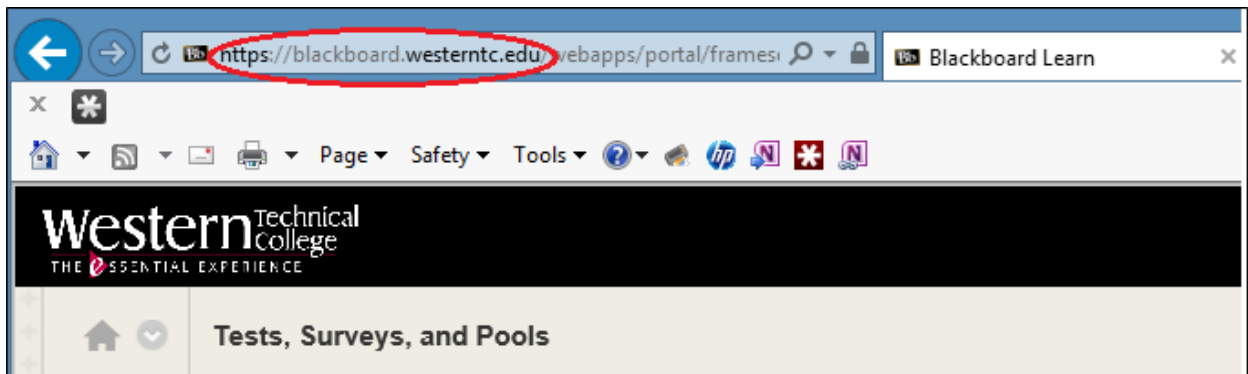 https://blackboard.westerntc.edu/webapps/portal/frames
Blackboard Learn
Page Safety Tools
Western Technical College
THE eSSENTIAL EXPERIENCE
Tests, Surveys, and Pools